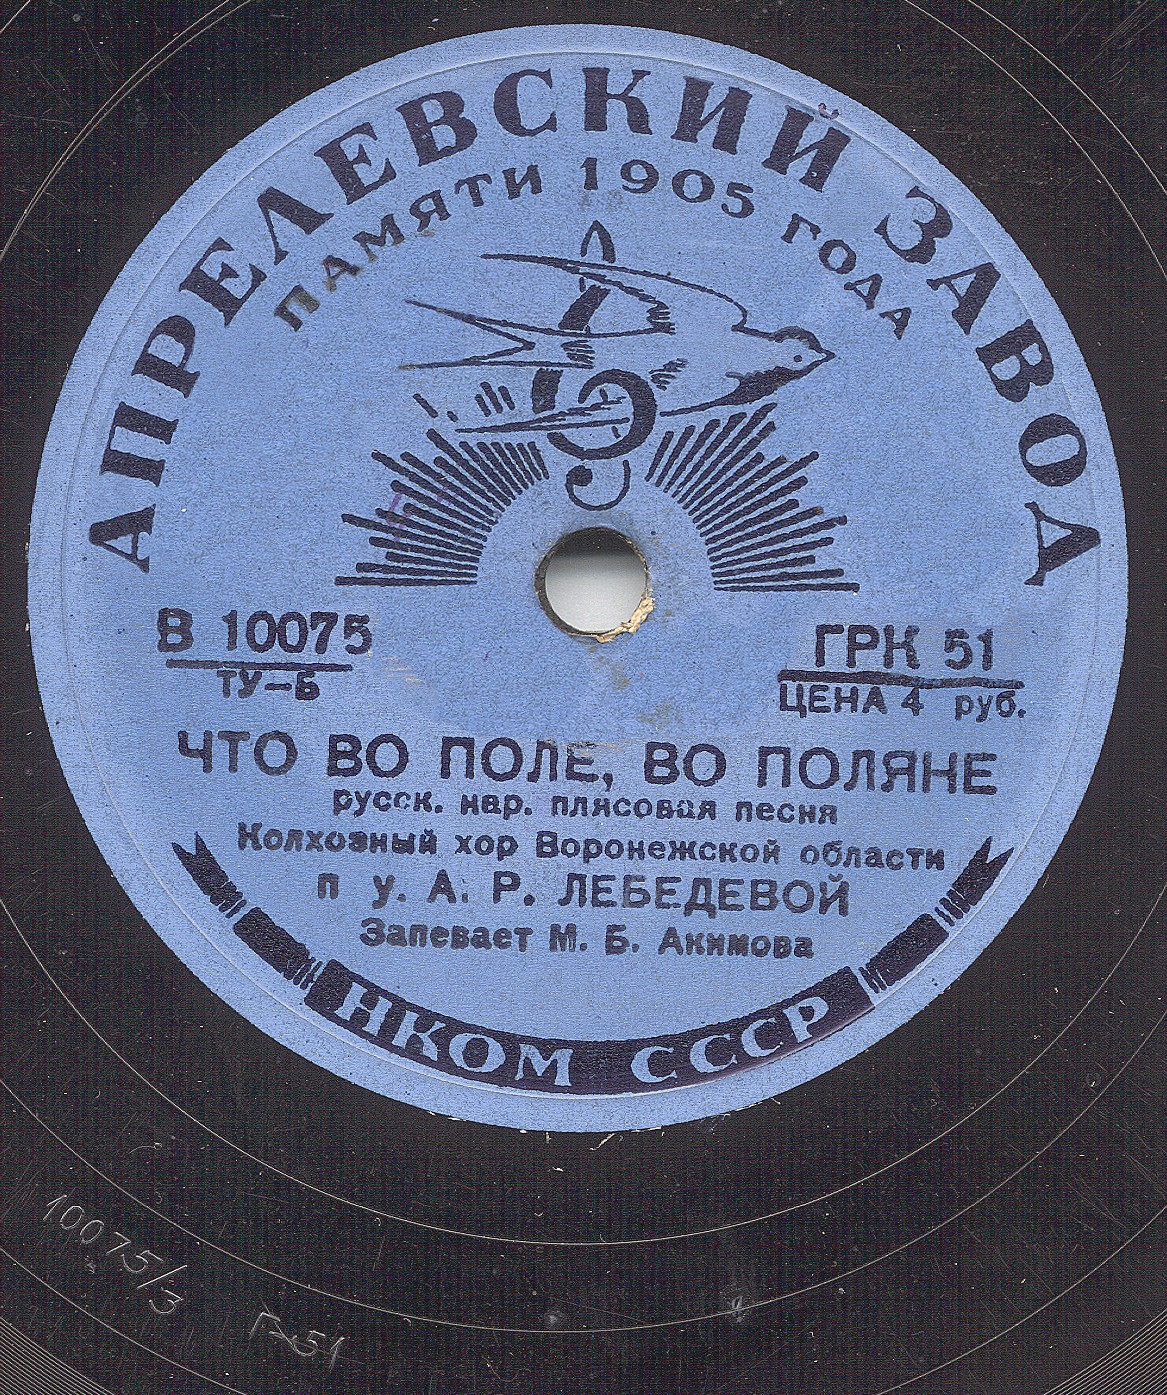 АПРЕЛЕВСКИЙ ЗАВОД
ПАМЯТИ 1905 ГОДА
В 10075
ТУ-Б
ГРК 51
ЦЕНА 4 руб.
ЧТО ВО ПОЛЕ, ВО ПОЛЯНЕ
русск. нар. плясовая песня
Колхозный хор Воронежской области
п у. А. Р. ЛЕБЕДЕВОЙ
Запевает М. Б. Акимова
НКОМ СССР
10075/3 Г-51